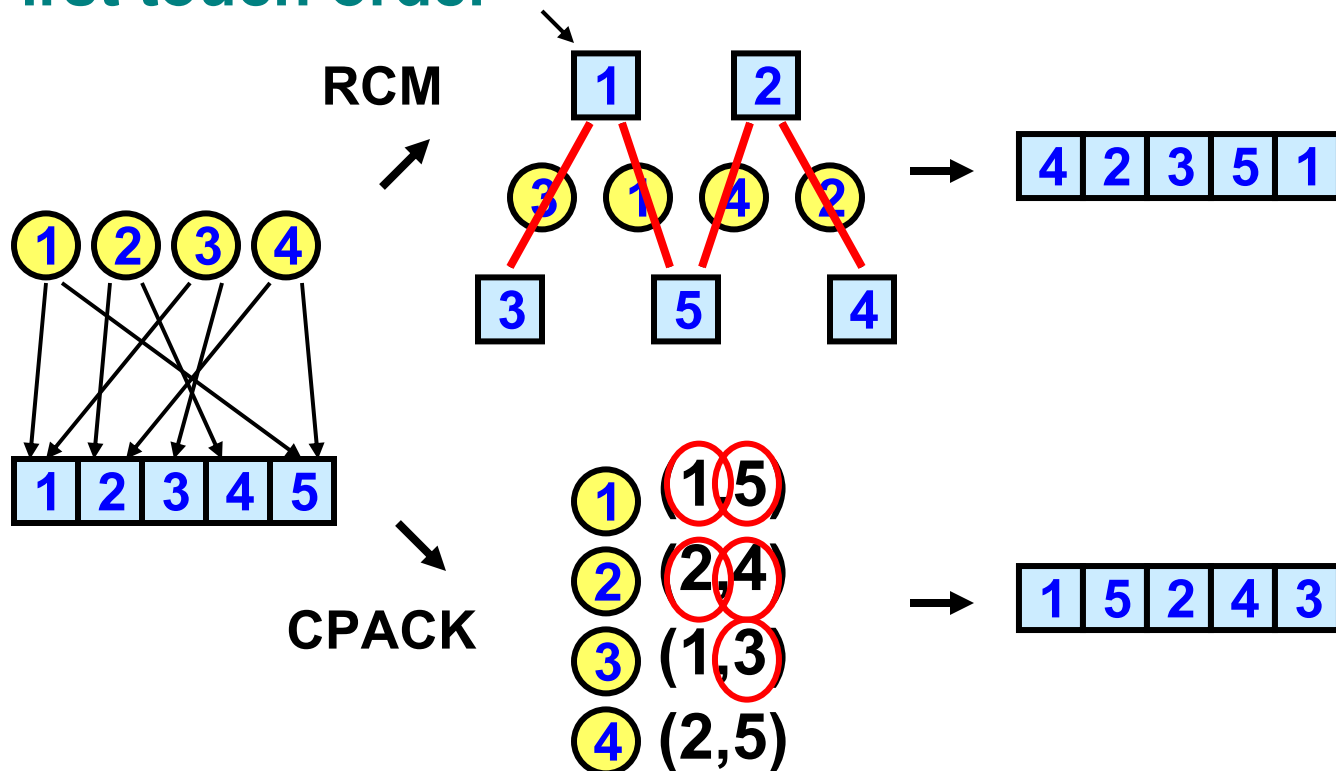 RCM
1 2
4 2 3 5 1
3 1 4 2
1 2 3 4
3 5 4
1 2 3 4 5
1 (1,5)
2 (2,4)
1 5 2 4 3
CPACK
3 (1,3)
4 (2,5)